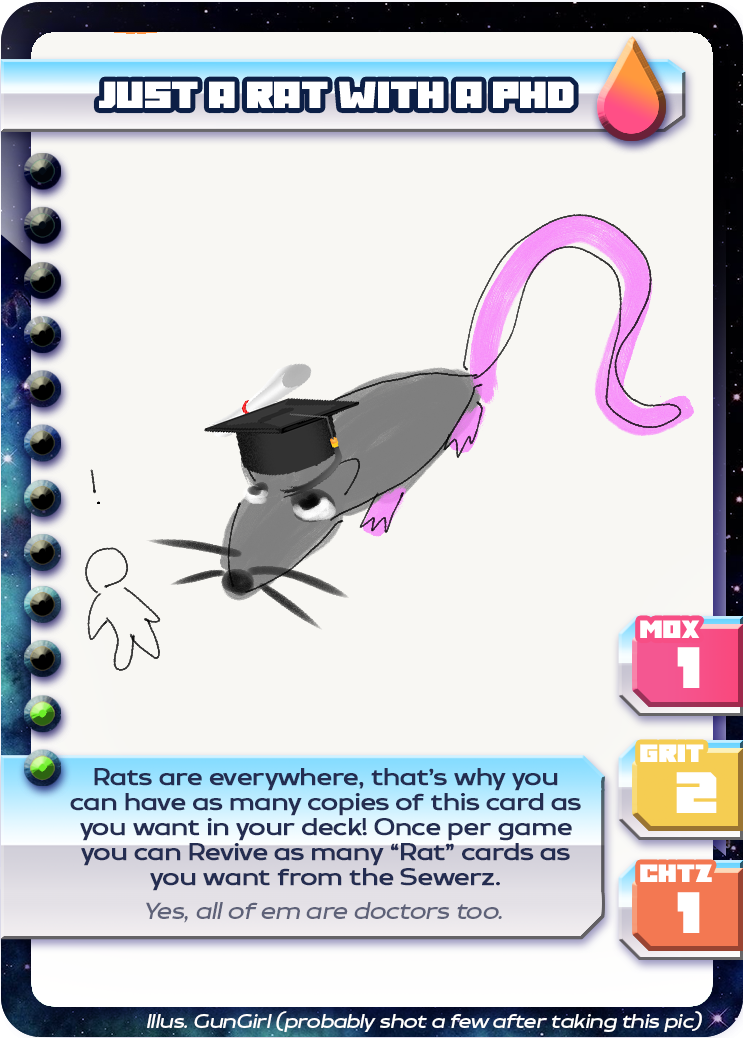 JUST A RAT WITH A PHD
!
MOX
1
GRIT
2
CHTZ
1
Rats are everywhere, that's why you
can have as many copies of this card as
you want in your deck! Once per game
you can Revive as many “Rat” cards as
you want from the Sewerz.
Yes, all of em are doctors too.
Illus. GunGirl (probably shot a few after taking this pic)